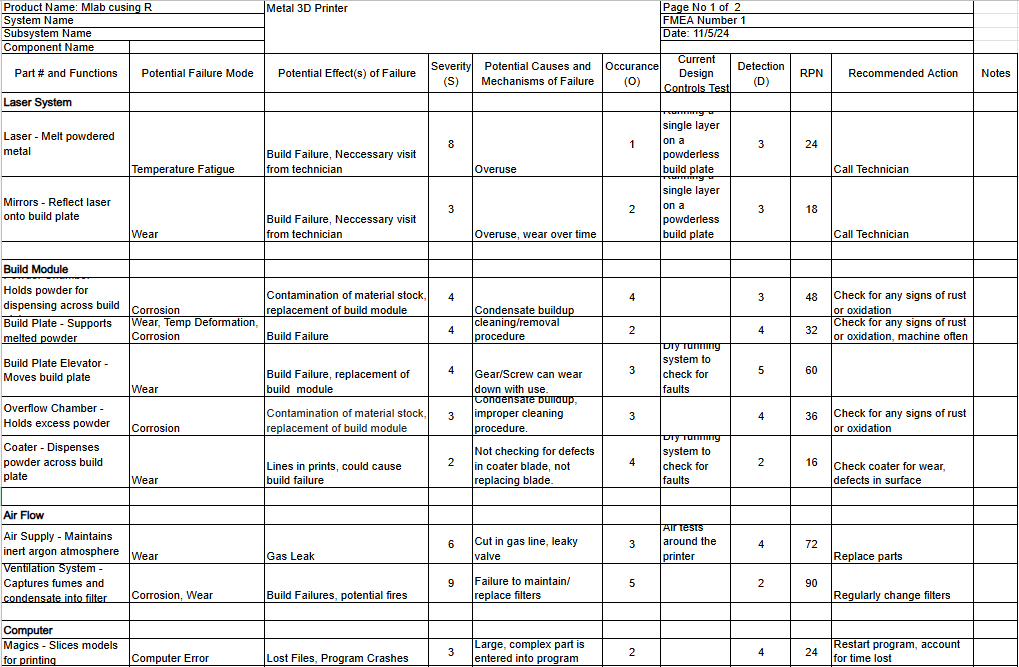 Product Name: Mlab cusing R
Metal 3D Printer
Page No 1 of 2
System Name
FMEA Number 1
Subsystem Name
Date: 11/5/24
Component Name
Part # and Functions
Potential Failure Mode
Potential Effect(s) of Failure
Severity
(S)
Potential Causes and
Mechanisms of Failure
Occurance
(O)
Current
Design
Controls Test
Detection
(D)
RPN
Recommended Action
Notes
Laser System
Laser - Melt powdered
metal
Temperature Fatigue
Build Failure, Neccessary visit
from technician
8
Overuse
1
Running a
single layer
on a
powderless
build plate
3
24
Call Technician
Mirrors - Reflect laser
onto build plate
Wear
Build Failure, Neccessary visit
from technician
3
Overuse, wear over time
2
Running a
single layer
on a
powderless
build plate
3
18
Call Technician
Build Module
Powder Chamber -
Holds powder for
dispensing across build
Corrosion
Contamination of material stock,
replacement of build module
4
Condensate buildup
4
3
48
Check for any signs of rust
or oxidation
Build Plate - Supports
melted powder
Wear, Temp Deformation,
Corrosion
Build Failure
4
cleaning/removal
procedure
2
4
32
Check for any signs of rust
or oxidation, machine often
Build Plate Elevator -
Moves build plate
Wear
Build Failure, replacement of
build module
4
Gear/Screw can wear
down with use.
3
Dry running
system to
check for
faults
5
60
Overflow Chamber -
Holds excess powder
Corrosion
Contamination of material stock,
replacement of build module
3
Condensate buildup,
improper cleaning
procedure.
3
4
36
Check for any signs of rust
or oxidation
Coater - Dispenses
powder across build
plate
Wear
Lines in prints, could cause
build failure
2
Not checking for defects
in coater blade, not
replacing blade.
4
Dry running
system to
check for
faults
2
16
Check coater for wear,
defects in surface
Air Flow
Air Supply - Maintains
inert argon atmosphere
Wear
Gas Leak
6
Cut in gas line, leaky
valve
3
Air tests
around the
printer
4
72
Replace parts
Ventilation System -
Captures fumes and
condensate into filter
Corrosion, Wear
Build Failures, potential fires
9
Failure to maintain/
replace filters
5
2
90
Regularly change filters
Computer
Magics - Slices models
for printing
Computer Error
Lost Files, Program Crashes
3
Large, complex part is
entered into program
2
4
24
Restart program, account
for time lost